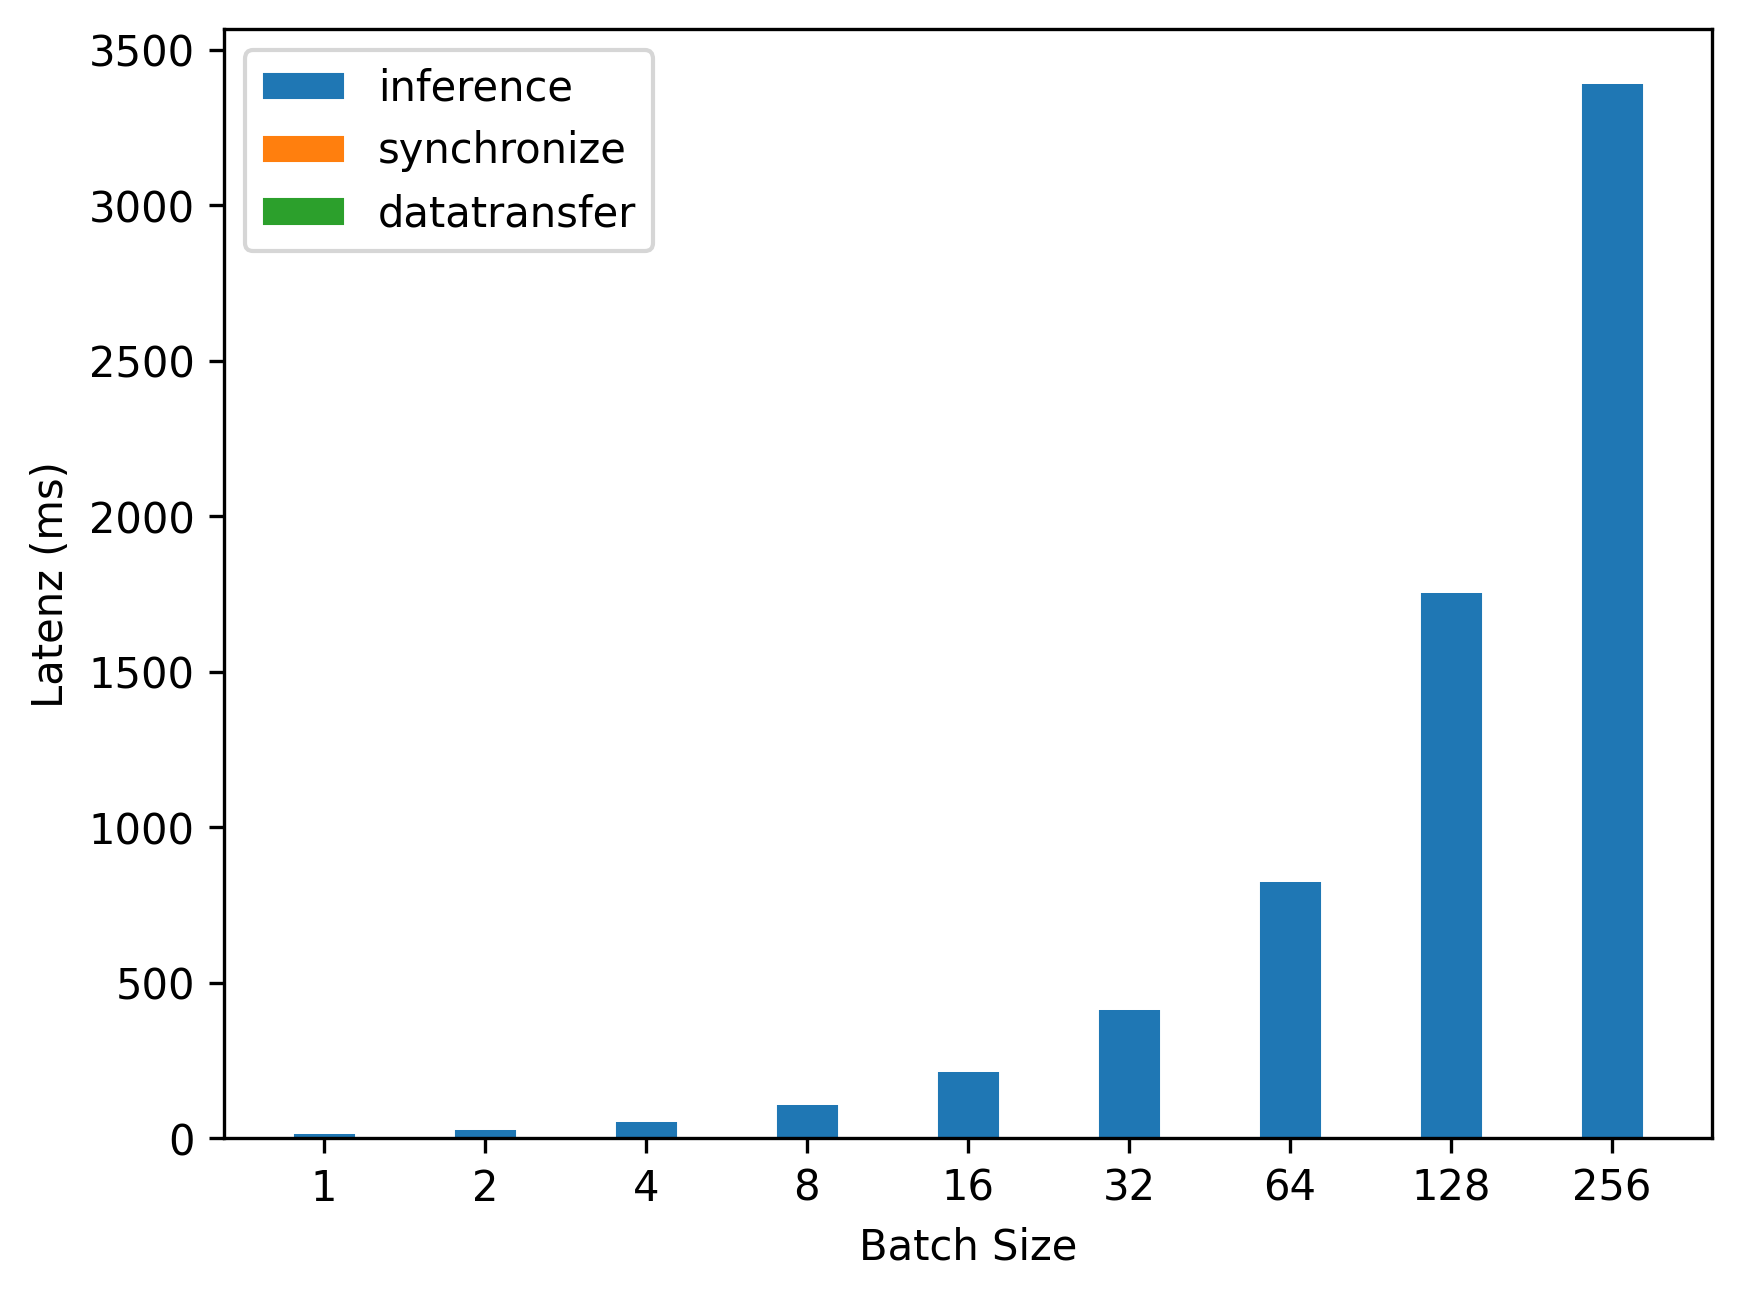 3500
3000
2500
2000
1500
1000
500
0
Latenz (ms)
inference
synchronize
datatransfer
1 2 4 8 16 32 64 128 256
Batch Size